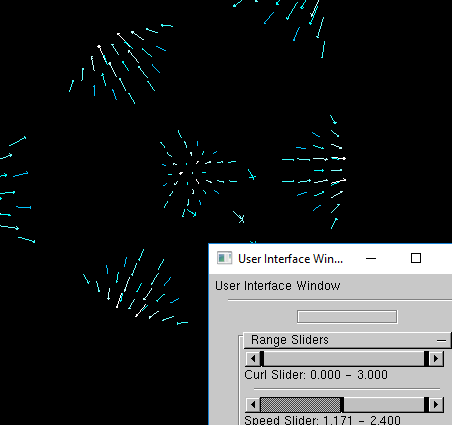 User Interface Win...
User Interface Window
Range Sliders
Curl Slider: 0.000 - 3.000
Speed Slider: 1.171 - 2.400